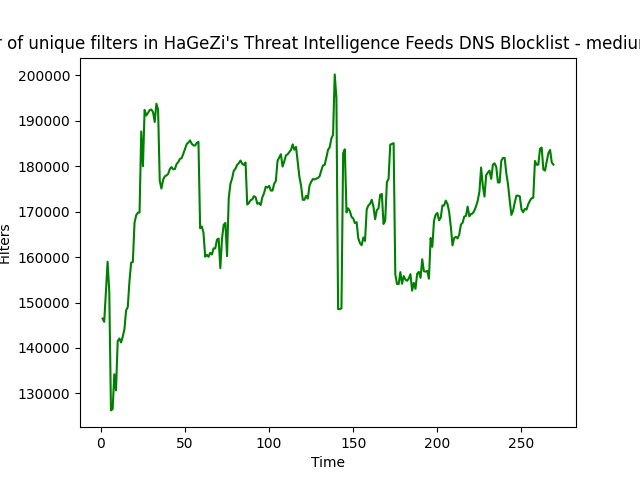 of unique filters in HaGeZi's Threat Intelligence Feeds DNS Blocklist -
200000
190000
180000
170000
160000
150000
140000
130000
Filters
0 50 100 150 200 250
Time